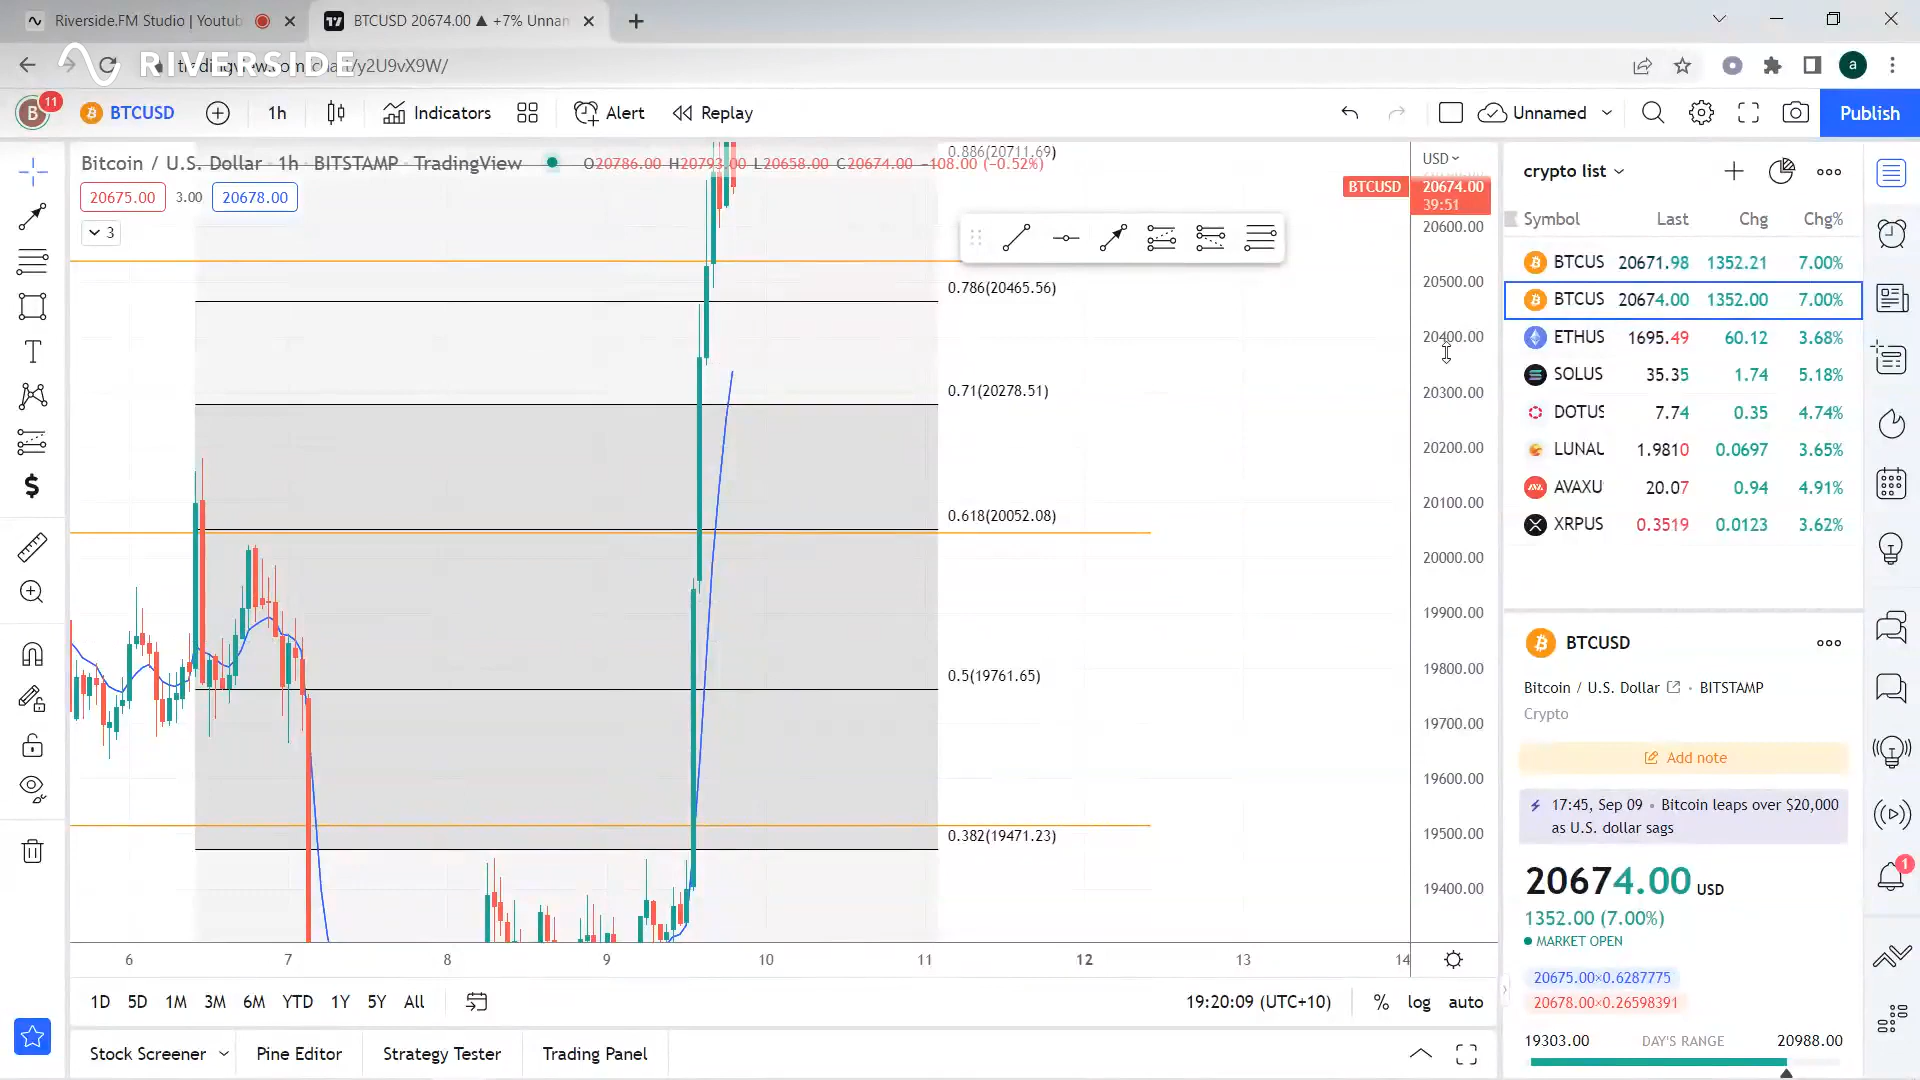 Riverside.FM Studio | Youtub
BTCUSD 20674.00 ▲ +7% Unnan
RIVERSIDE
/y2U9vX9W/
B 11
BTCUSD
1h
Indicators
Alert
Replay
Unnamed
Publish
Bitcoin / U.S. Dollar · 1h · BITSTAMP · TradingView
O20786.00 H20793.00 L20658.00 C20674.00 −108.00 (−0.52%)
20675.00 3.00 20678.00
3
0.886(20711.69)
0.786(20465.56)
0.71(20278.51)
0.618(20052.08)
0.5(19761.65)
0.382(19471.23)
USD
BTCUSD 20674.00
39:51
20600.00
20500.00
20400.00
20300.00
20200.00
20100.00
20000.00
19900.00
19800.00
19700.00
19600.00
19500.00
19400.00
6 7 8 9 10 11 12 13 14
1D 5D 1M 3M 6M YTD 1Y 5Y All
19:20:09 (UTC+10) % log auto
Stock Screener Pine Editor Strategy Tester Trading Panel
crypto list
Symbol Last Chg Chg%
BTCUS 20671.98 1352.21 7.00%
BTCUS 20674.00 1352.00 7.00%
ETHUS 1695.49 60.12 3.68%
SOLUS 35.35 1.74 5.18%
DOTUS 7.74 0.35 4.74%
LUNAU 1.9810 0.0697 3.65%
AVAXU 20.07 0.94 4.91%
XRPUS 0.3519 0.0123 3.62%
BTCUSD
Bitcoin / U.S. Dollar · BITSTAMP
Crypto
Add note
17:45, Sep 09 • Bitcoin leaps over $20,000
as U.S. dollar sags
20674.00 USD
1352.00 (7.00%)
MARKET OPEN
20675.00×0.6287775
20678.00×0.26598391
19303.00 DAY'S RANGE 20988.00
1
a